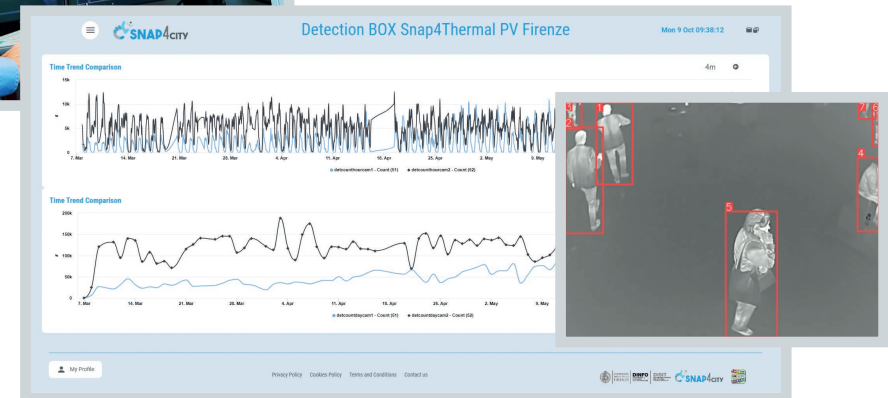 SNAP4CITY
Detection BOX Snap4Thermal PV Firenze
Mon 9 Oct 09:38:12
Time Trend Comparison
4m
15k
10k
5k
0
7. Mar 14. Mar 21. Mar 28. Mar 4. Apr 11. Apr 18. Apr 25. Apr 2. May 9. May
detcounthourcam1 - Count (S1) detcounthourcam2 - Count (S2)
Time Trend Comparison
200k
150k
100k
50k
0
7. Mar 14. Mar 21. Mar 28. Mar 4. Apr 11. Apr 18. Apr 25. Apr 2. May 9. May
detcountdaycam1 - Count (S1) detcountdaycam2 - Count (S2)
3
1
2
7
6
4
5
My Profile
Privacy Policy Cookies Policy Terms and Conditions Contact us
DINFO
SNAP4CITY